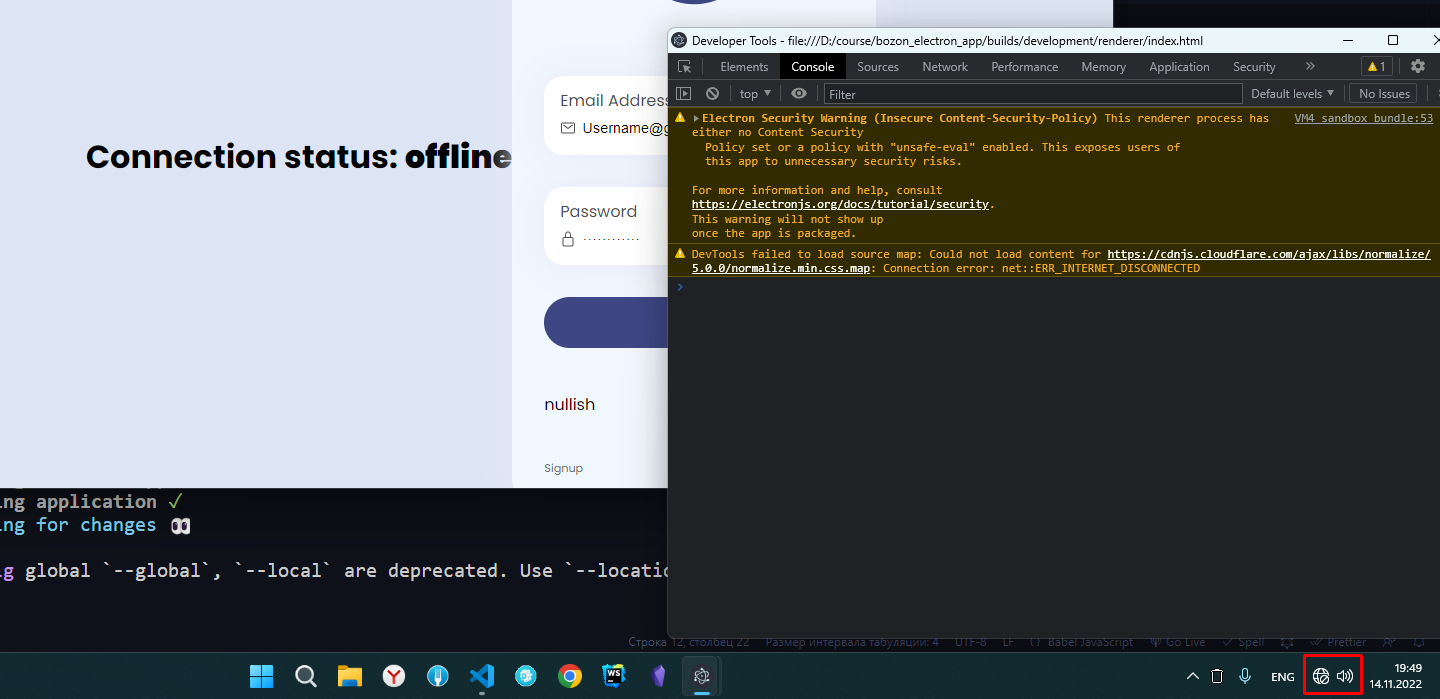 Connection status: offline
Email Address
Username@g
Password
nullish
Signup
Developer Tools - file:///D:/course/bozon_electron_app/builds/development/renderer/index.html
Elements Console Sources Network Performance Memory Application Security » 1
top ▼ Filter Default levels ▼ No Issues
Electron Security Warning (Insecure Content-Security-Policy) This renderer process has VM4 sandbox_bundle:53
either no Content Security
Policy set or a policy with "unsafe-eval" enabled. This exposes users of
this app to unnecessary security risks.
For more information and help, consult
https://electronjs.org/docs/tutorial/security.
This warning will not show up
once the app is packaged.
DevTools failed to load source map: Could not load content for https://cdnjs.cloudflare.com/ajax/libs/normalize/
5.0.0/normalize.min.css.map: Connection error: net::ERR_INTERNET_DISCONNECTED
ing application ✓
ing for changes 👀
ig global `--global`, `--local` are deprecated. Use `--locatio
Строка 12, столбец 22 Размер интервала табуляции: 4 UTF-8 LF Babel JavaScript Go Live Spell Prettier
WS
ENG
19:49
14.11.2022